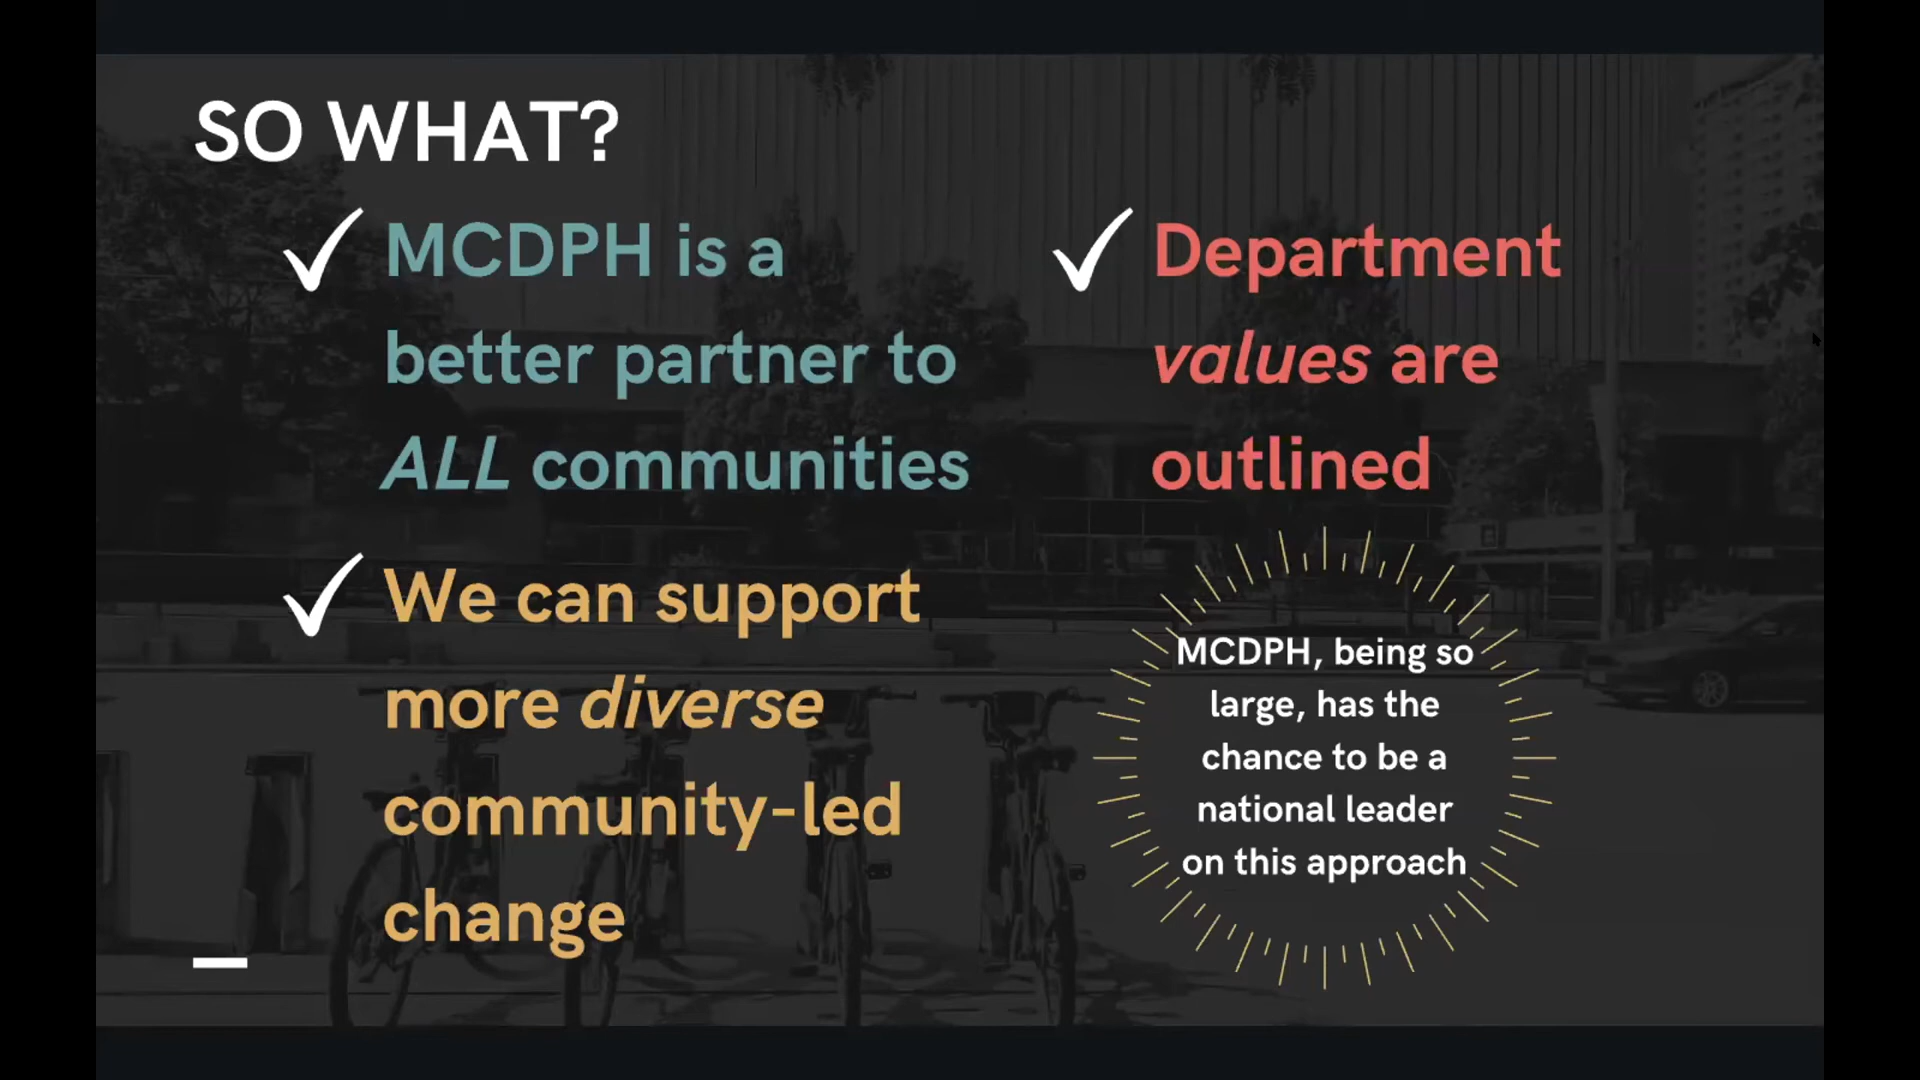 SO WHAT?
MCDPH is a
better partner to
ALL communities
We can support
more diverse
community-led
change
Department
values are
outlined
MCDPH, being so
large, has the
chance to be a
national leader
on this approach